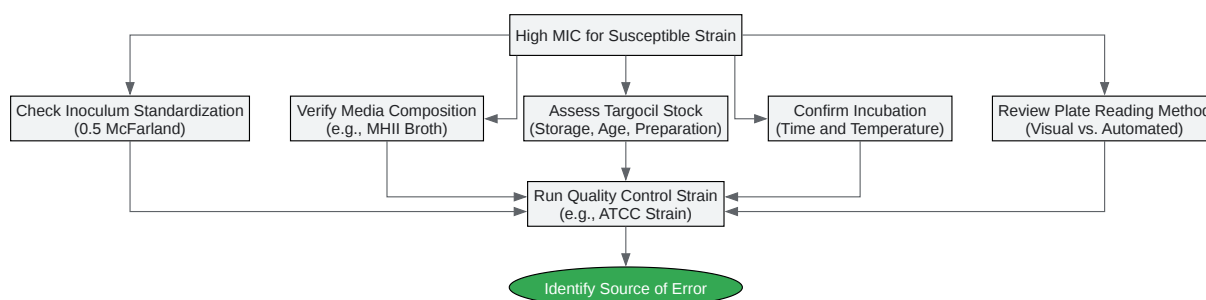 High MIC for Susceptible Strain
Check Inoculum Standardization
(0.5 McFarland)
Verify Media Composition
(e.g., MHII Broth)
Assess Targocil Stock
(Storage, Age, Preparation)
Confirm Incubation
(Time and Temperature)
Review Plate Reading Method
(Visual vs. Automated)
Run Quality Control Strain
(e.g., ATCC Strain)
Identify Source of Error